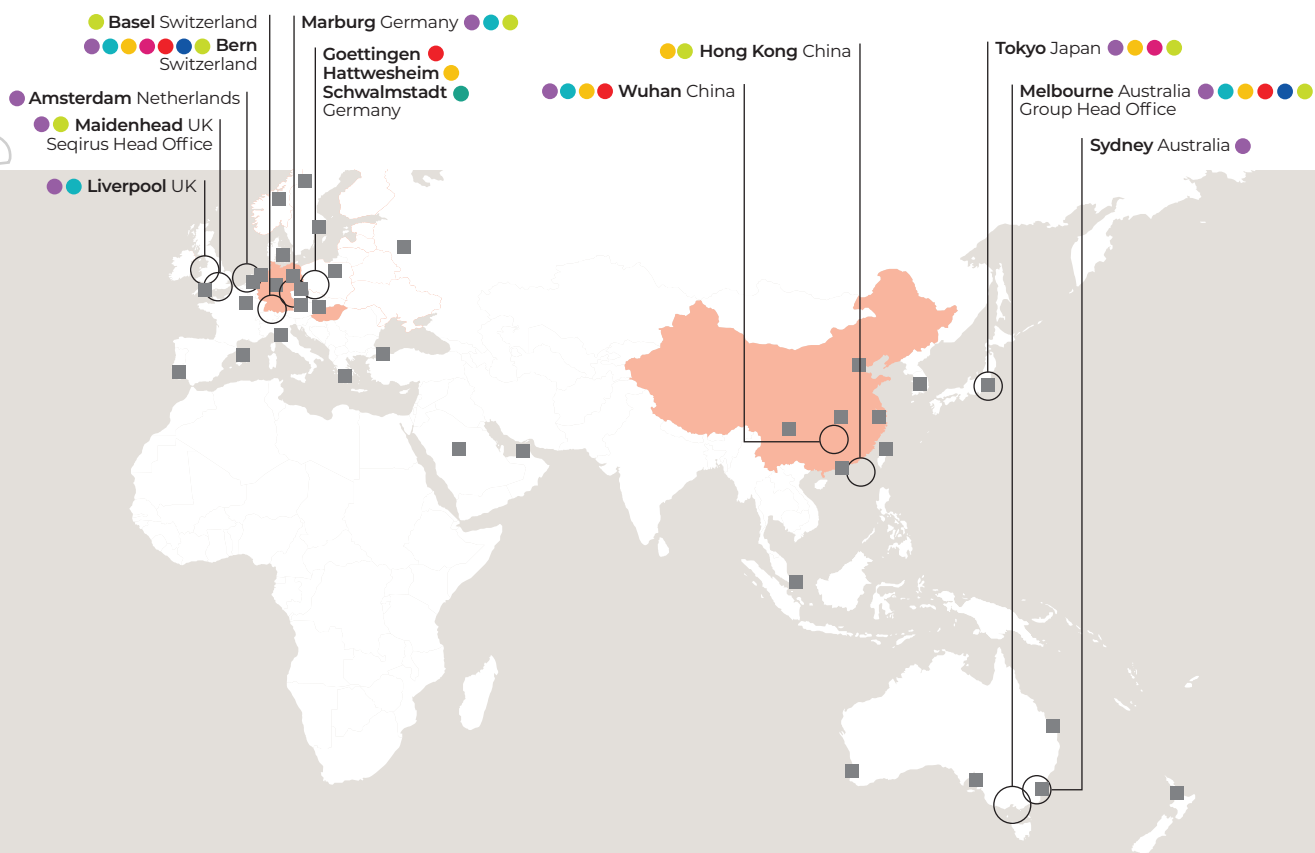 Basel Switzerland
Bern
Switzerland
Amsterdam Netherlands
Maidenhead UK
Seqirus Head Office
Liverpool UK
Marburg Germany
Goettingen
Hattwesheim
Schwalmstadt
Germany
Hong Kong China
Wuhan China
Tokyo Japan
Melbourne Australia
Group Head Office
Sydney Australia